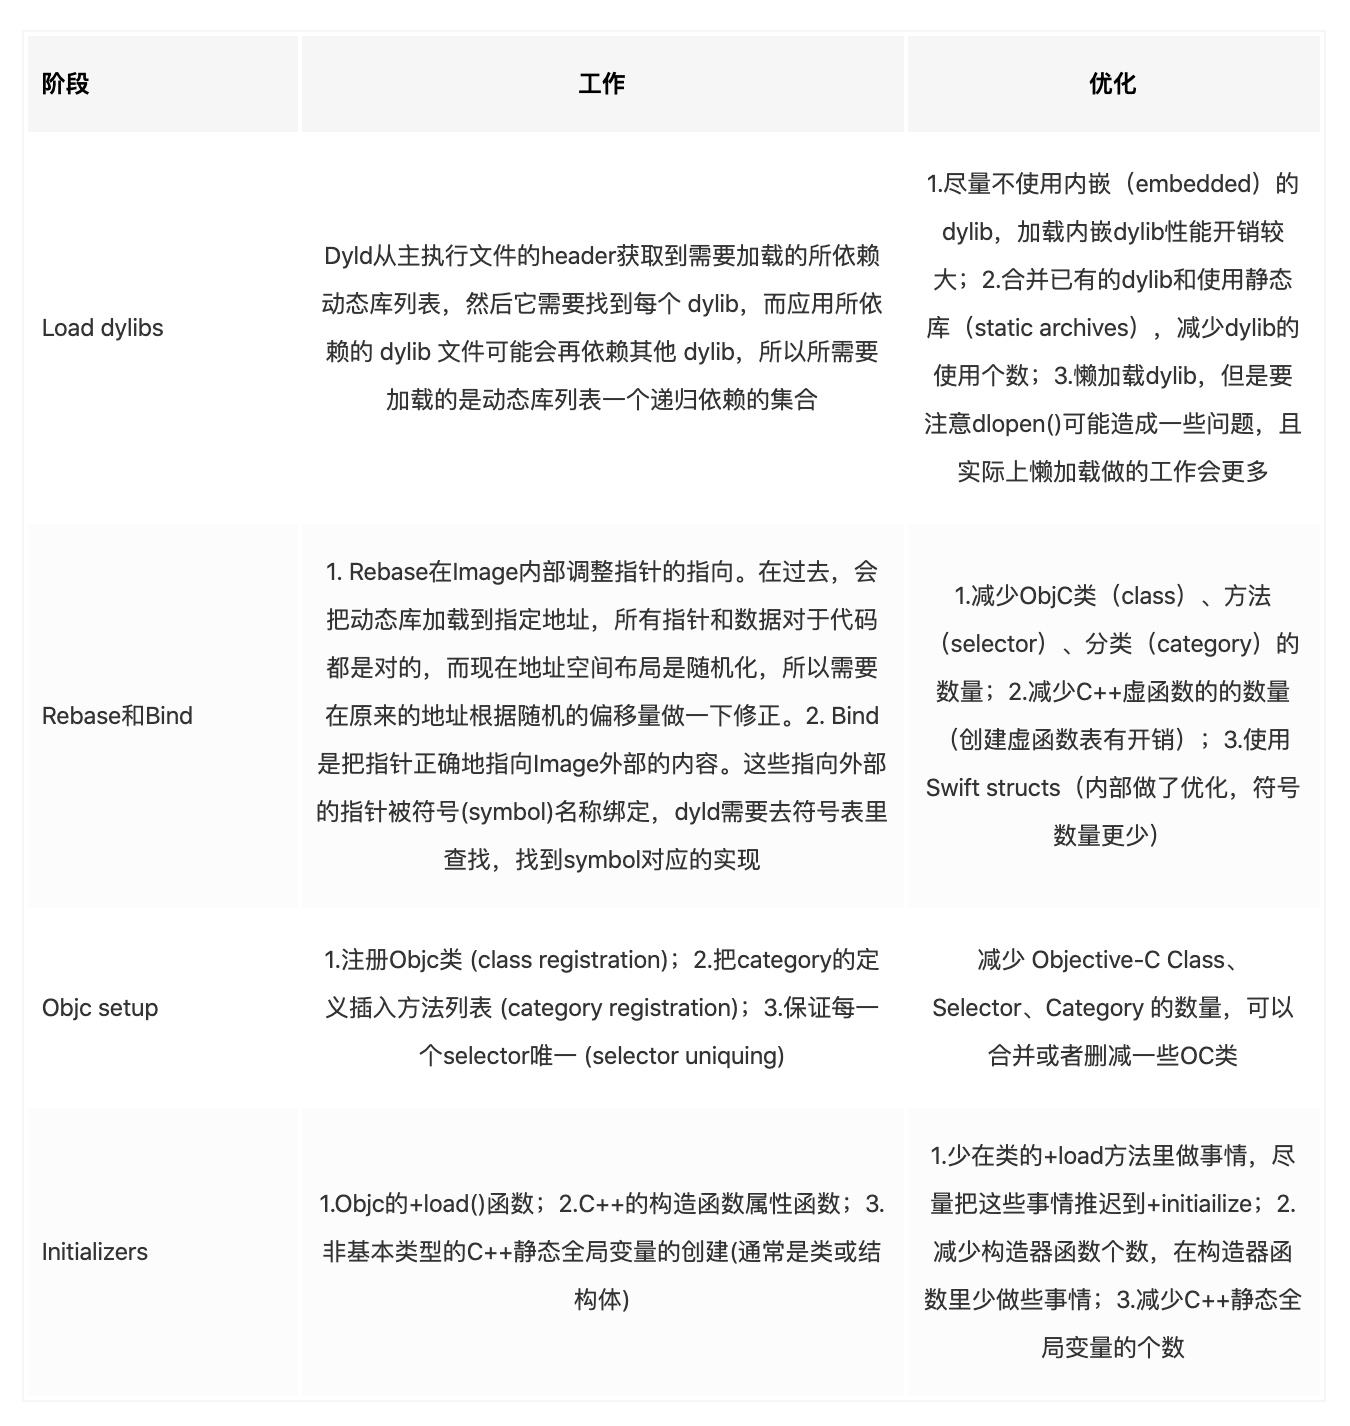 阶段
工作
优化
Load dylibs
Dyld从主执行文件的header获取到需要加载的所依赖
动态库列表，然后它需要找到每个 dylib，而应用所依
赖的 dylib 文件可能会再依赖其他 dylib，所以所需要
加载的是动态库列表一个递归依赖的集合
1.尽量不使用内嵌（embedded）的
dylib，加载内嵌dylib性能开销较
大；2.合并已有的dylib和使用静态
库（static archives），减少dylib的
使用个数；3.懒加载dylib，但是要
注意dlopen()可能造成一些问题，且
实际上懒加载做的工作会更多
Rebase和Bind
1. Rebase在Image内部调整指针的指向。在过去，会
把动态库加载到指定地址，所有指针和数据对于代码
都是对的，而现在地址空间布局是随机化，所以需要
在原来的地址根据随机的偏移量做一下修正。2. Bind
是把指针正确地指向Image外部的内容。这些指向外部
的指针被符号(symbol)名称绑定，dyld需要去符号表里
查找，找到symbol对应的实现
1.减少ObjC类（class）、方法
（selector）、分类（category）的
数量；2.减少C++虚函数的的数量
（创建虚函数表有开销）；3.使用
Swift structs（内部做了优化，符号
数量更少）
Objc setup
1.注册Objc类 (class registration)；2.把category的定
义插入方法列表 (category registration)；3.保证每一
个selector唯一 (selector uniquing)
减少 Objective-C Class、
Selector、Category 的数量，可以
合并或者删减一些OC类
Initializers
1.Objc的+load()函数；2.C++的构造函数属性函数；3.
非基本类型的C++静态全局变量的创建(通常是类或结
构体)
1.少在类的+load方法里做事情，尽
量把这些事情推迟到+initiailize；2.
减少构造器函数个数，在构造器函
数里少做些事情；3.减少C++静态全
局变量的个数